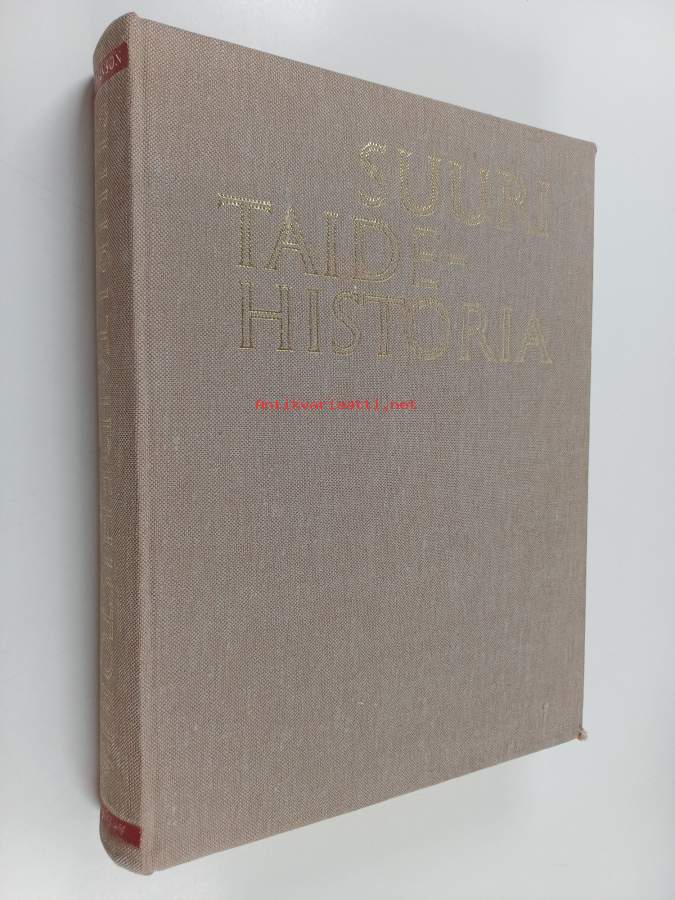 SUURI
TAIDE-
HISTORIA
Antikvariaatti.net